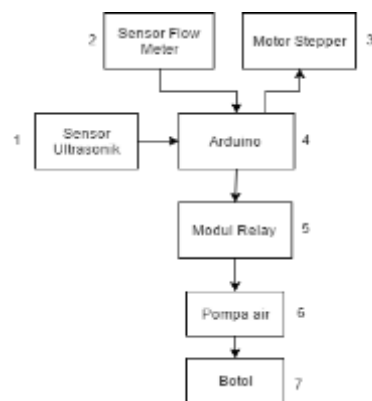 2
Sensor Flow
Meter
Motor Stepper
3
1
Sensor
Ultrasonik
Arduino
4
Modul Relay
5
Pompa air
6
Botol
7